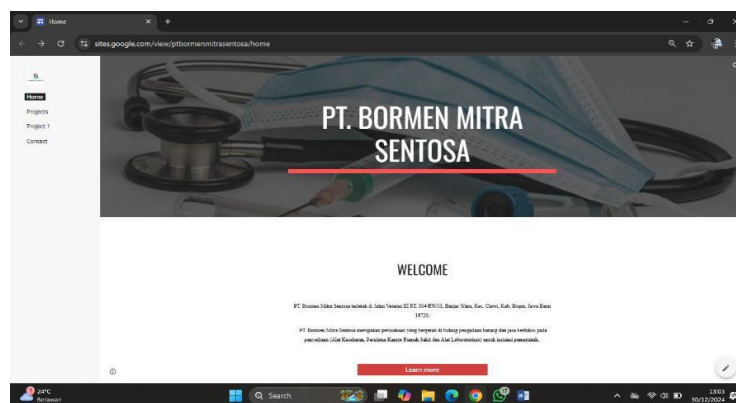 Home
sites.google.com/view/ptbormenmitrasentosa/home
Home
Projects
Project 1
Contact
PT. BORMEN MITRA
SENTOSA
WELCOME
PT. Bormen Mitra Sentosa terletak di Jalan Veteran III RT. Banjar Waru, Kec. Ciawi, Kab. Bogor, Jawa Barat
16720.
PT. Bormen Mitra Sentosa merupakan perusahaan yang bergerak di bidang pengadaan barang dan jasa berfokus pada
penyediaan (Alat Kesehatan, Peralatan Kantor Rumah Sakit dan Alat Laboratorium) untuk instansi pemerintah.
Learn more
24°C
Berawan
Search
13:03
30/12/2024